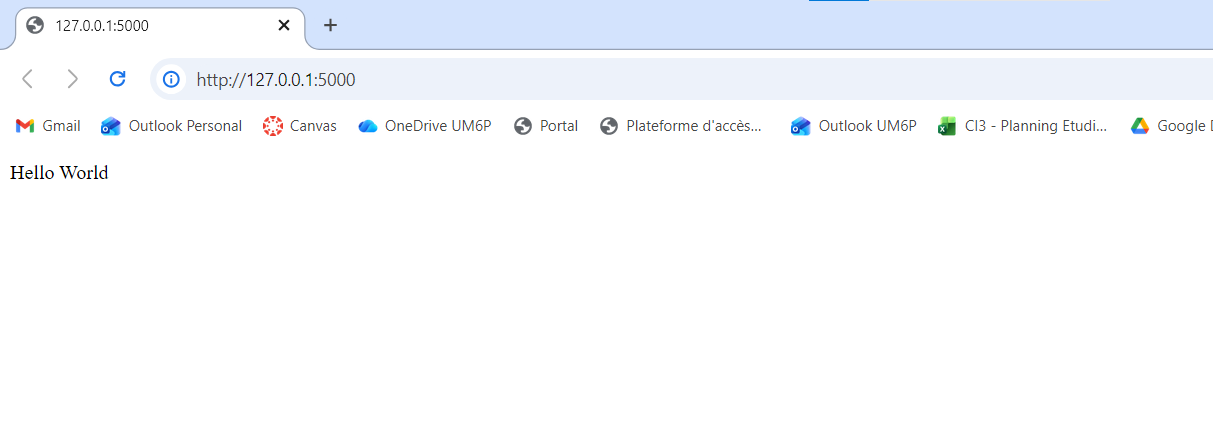 127.0.0.1:5000
http://127.0.0.1:5000
Gmail Outlook Personal Canvas OneDrive UM6P Portal Plateforme d'accès... Outlook UM6P CI3 - Planning Etudi... Google
Hello World